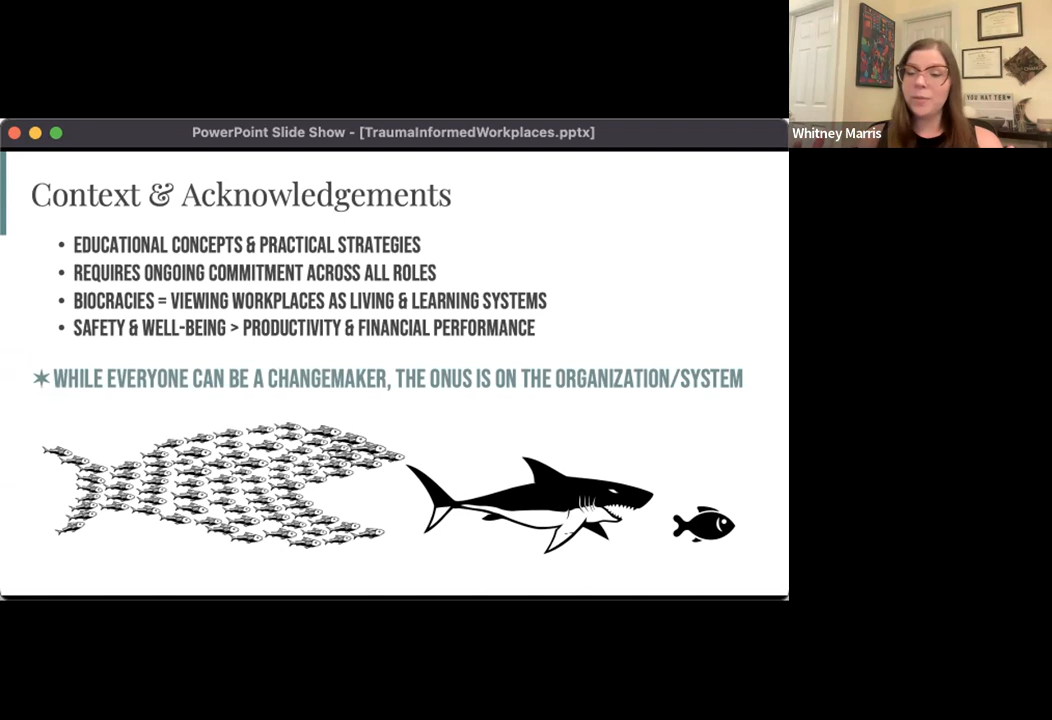 PowerPoint Slide Show - [TraumaInformedWorkplaces.pptx]
Whitney Marris
YOU MATTER
Context & Acknowledgements
• EDUCATIONAL CONCEPTS & PRACTICAL STRATEGIES
• REQUIRES ONGOING COMMITMENT ACROSS ALL ROLES
• BIOCRACIES = VIEWING WORKPLACES AS LIVING & LEARNING SYSTEMS
• SAFETY & WELL-BEING > PRODUCTIVITY & FINANCIAL PERFORMANCE
✶ WHILE EVERYONE CAN BE A CHANGEMAKER, THE ONUS IS ON THE ORGANIZATION/SYSTEM